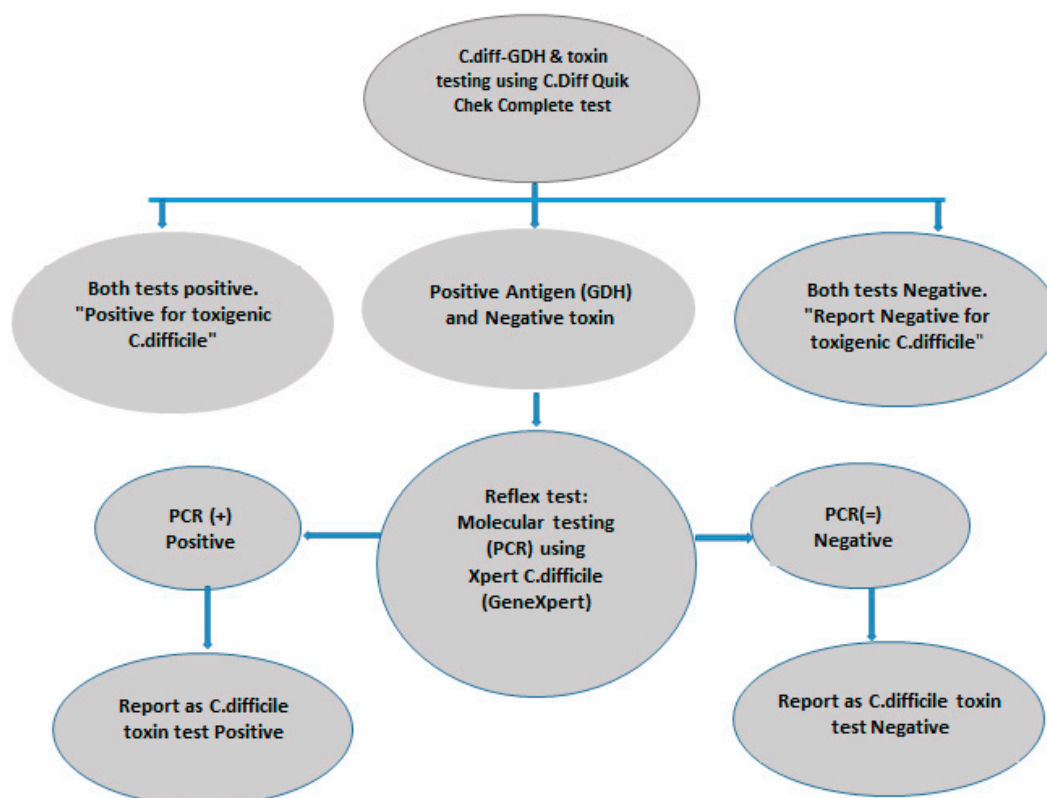 C.diff-GDH & toxin
testing using C.Diff Quik
Chek Complete test
Both tests positive.
"Positive for toxigenic
C.difficile"
Positive Antigen (GDH)
and Negative toxin
Both tests Negative.
"Report Negative for
toxigenic C.difficile"
PCR (+)
Positive
Reflex test:
Molecular testing
(PCR) using
Xpert C.difficile
(GeneXpert)
PCR(=)
Negative
Report as C.difficile
toxin test Positive
Report as C.difficile toxin
test Negative